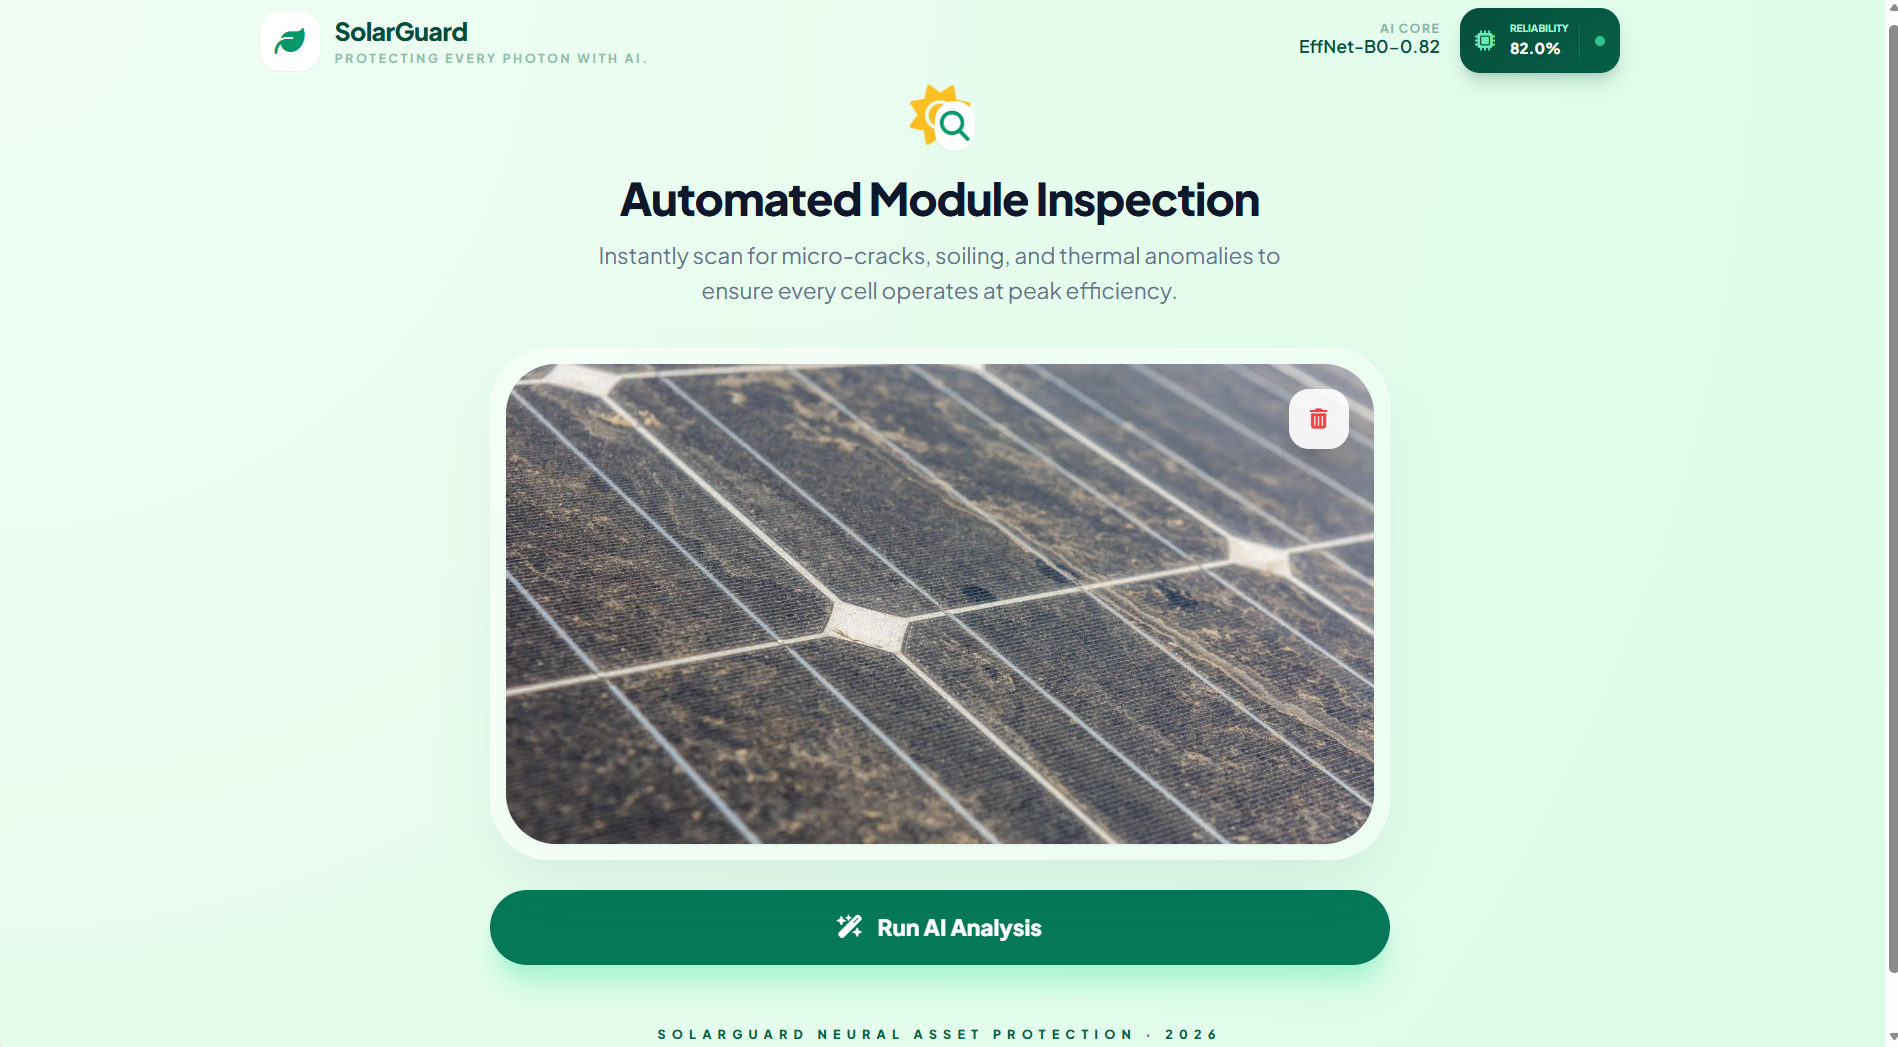 SolarGuard
PROTECTING EVERY PHOTON WITH AI.
AI CORE
EffNet-B0-0.82
RELIABILITY
82.0%
Automated Module Inspection
Instantly scan for micro-cracks, soiling, and thermal anomalies to
ensure every cell operates at peak efficiency.
Run AI Analysis
SOLARGUARD NEURAL ASSET PROTECTION · 2026